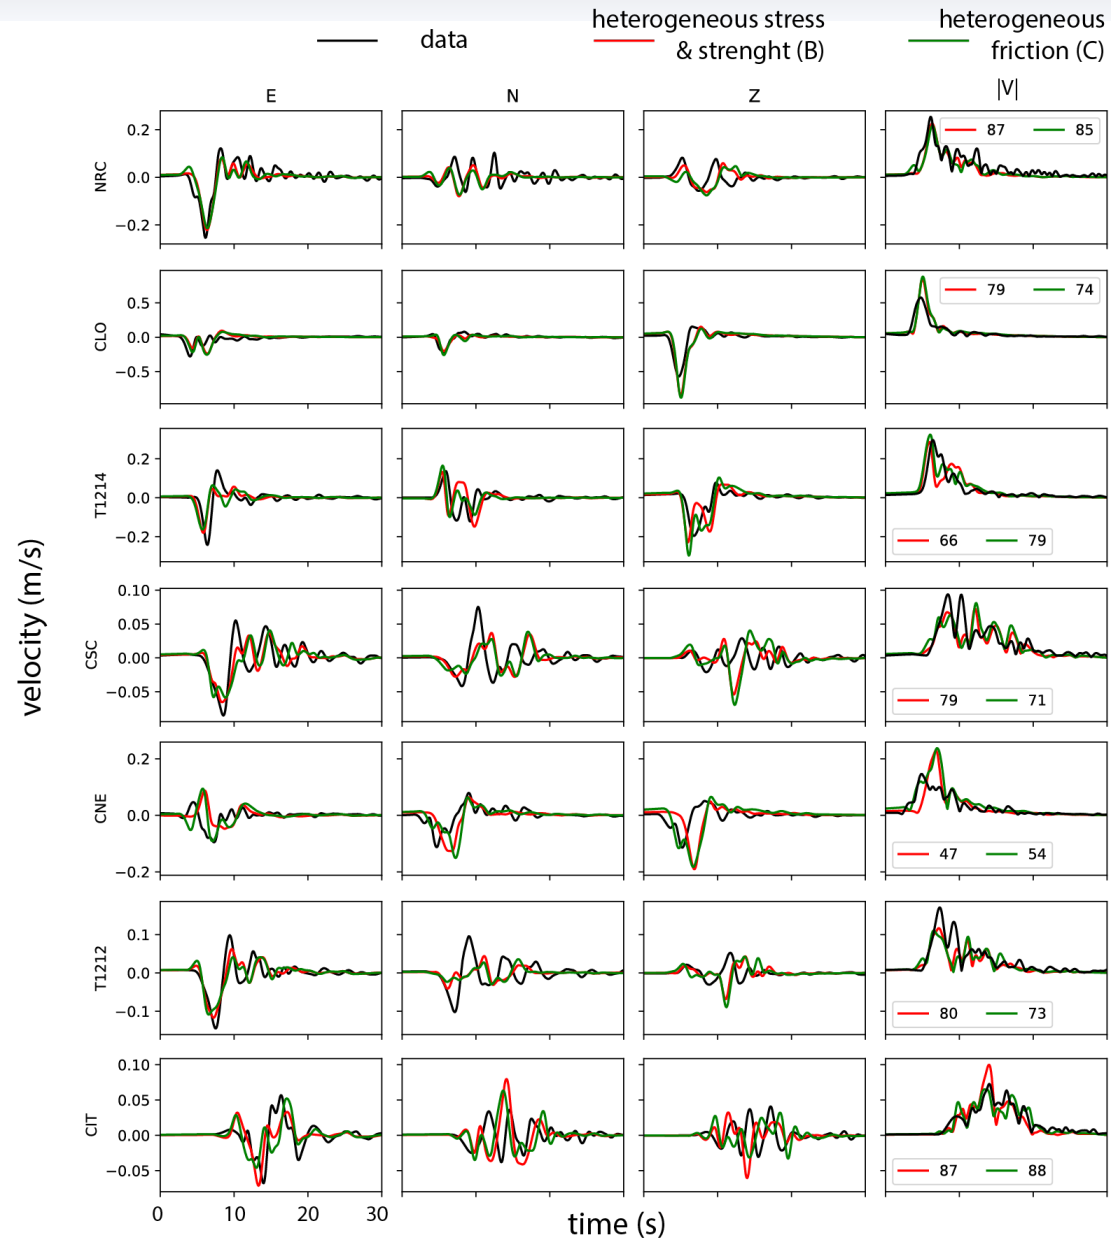 data
heterogeneous stress
& strenght (B)
heterogeneous
friction (C)
E N Z |V|
NRC
0.2
0.0
−0.2
87 85
CLO
0.5
0.0
−0.5
79 74
T1214
0.2
0.0
−0.2
66 79
velocity (m/s)
CSC
0.10
0.05
0.00
−0.05
79 71
CNE
0.2
0.0
−0.2
47 54
T1212
0.1
0.0
−0.1
80 73
CIT
0.10
0.05
0.00
−0.05
87 88
0 10 20 30
time (s)